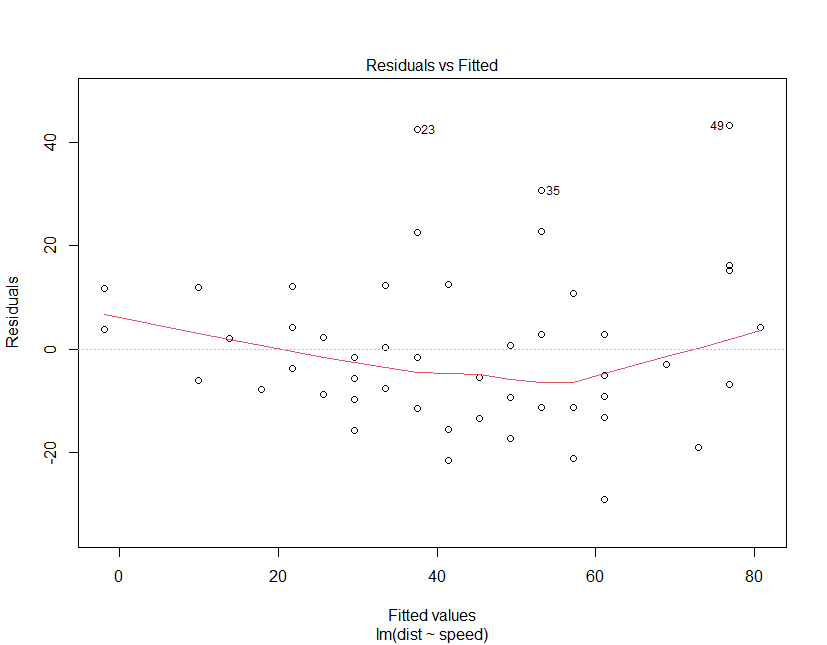 Residuals vs Fitted
40
20
0
-20
Residuals
23
49
35
0 20 40 60 80
Fitted values
lm(dist ~ speed)